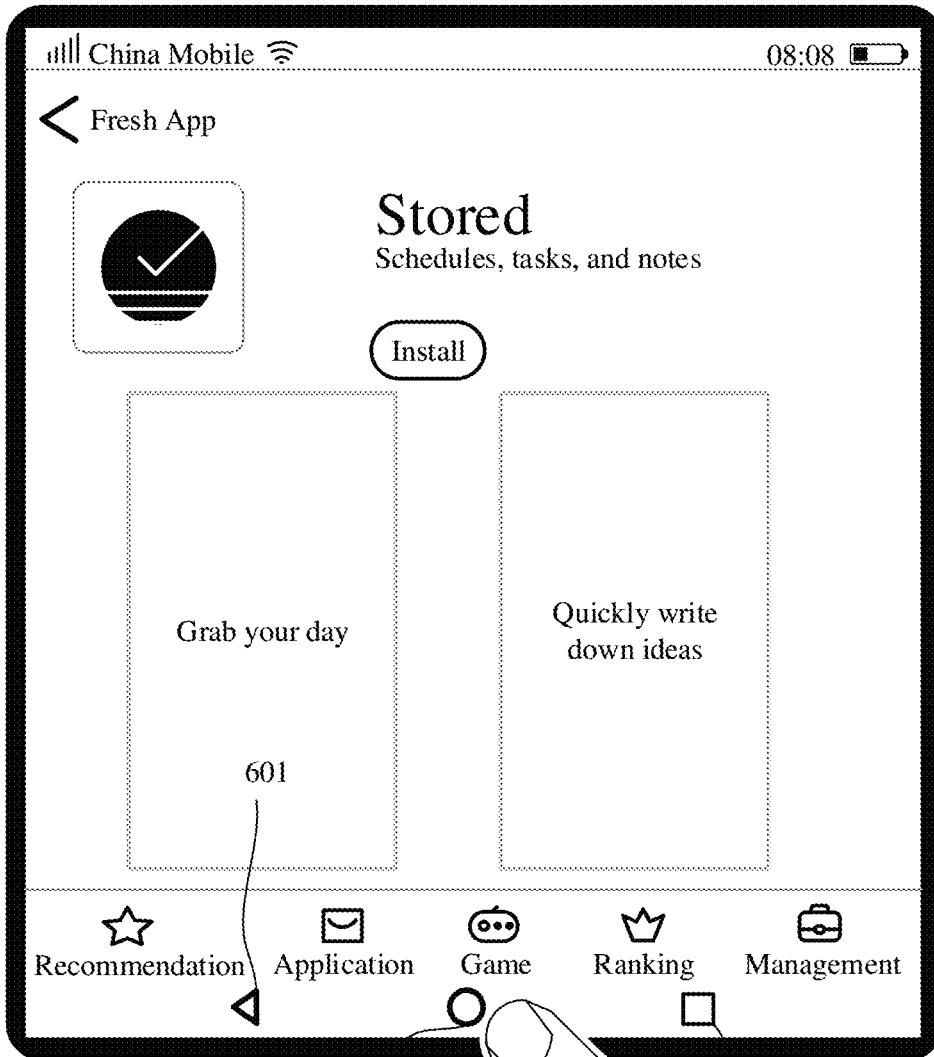 China Mobile 08:08
Fresh App
Stored
Schedules, tasks, and notes
Install
Grab your day
Quickly write
down ideas
601
Recommendation Application Game Ranking Management